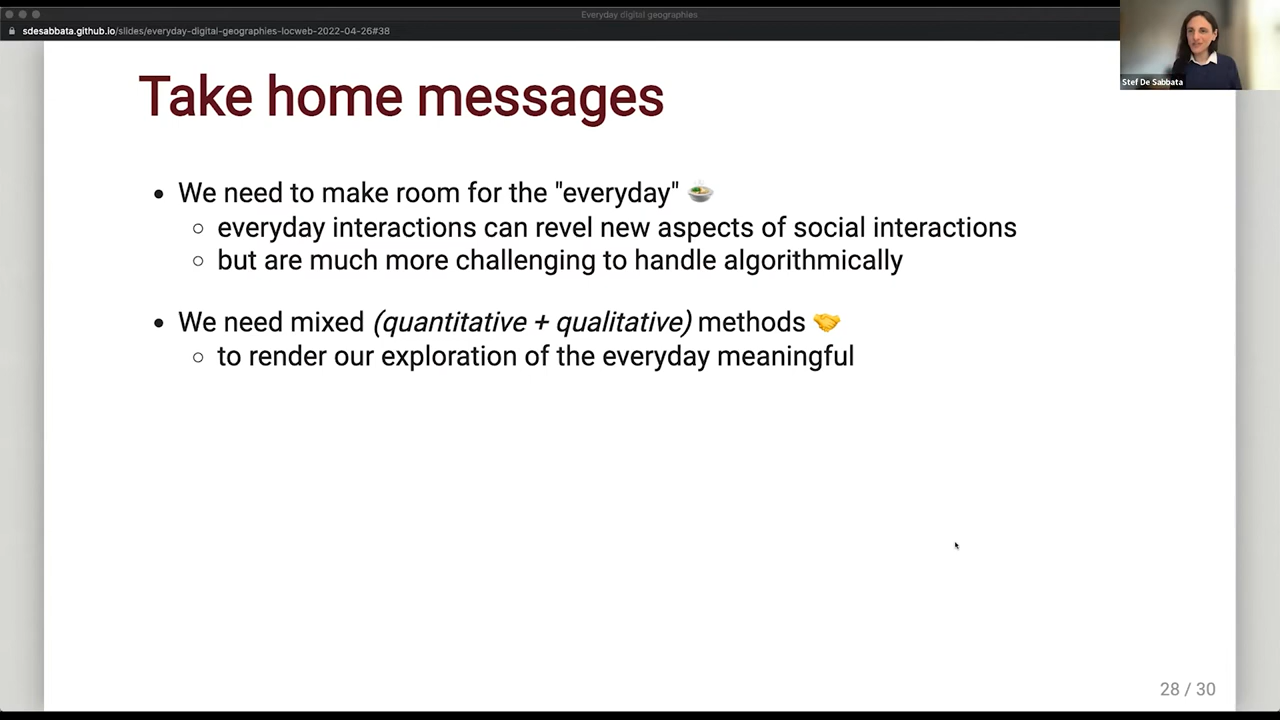 Everyday digital geographies
sdesabbata.github.io/slides/everyday-digital-geographies-locweb-2022-04-26#38
Stef De Sabbata
Take home messages
• We need to make room for the "everyday" 🍜
○ everyday interactions can revel new aspects of social interactions
○ but are much more challenging to handle algorithmically
• We need mixed (quantitative + qualitative) methods 🤝
○ to render our exploration of the everyday meaningful
28 / 30